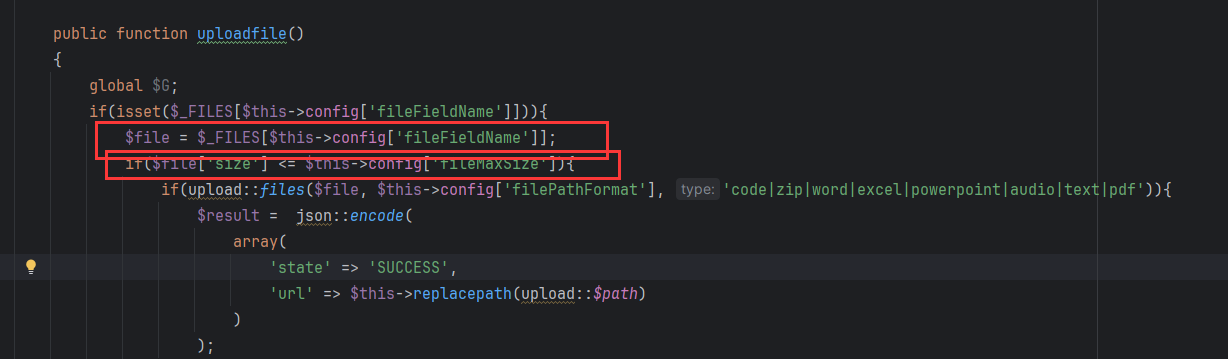 public function uploadfile()
{
global $G;
if(isset($_FILES[$this->config['fileFieldName']])){
$file = $_FILES[$this->config['fileFieldName']];
if($file['size'] <= $this->config['fileMaxSize']){
if(upload::files($file, $this->config['filePathFormat'], type: 'code|zip|word|excel|powerpoint|audio|text|pdf')){
$result =  json::encode(
array(
'state' => 'SUCCESS',
'url' => $this->replacepath(upload::$path)
)
);